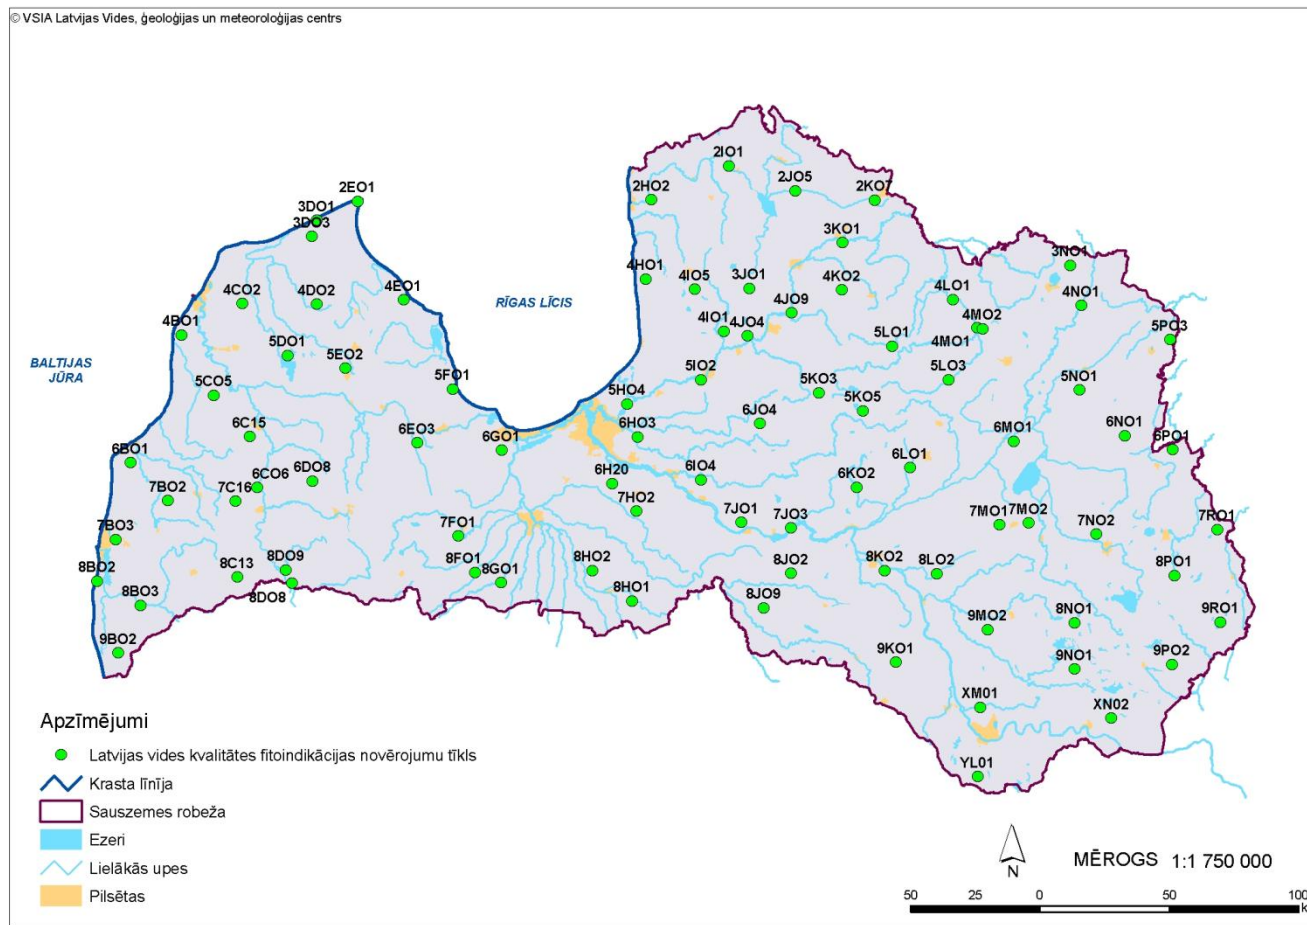 © VSIA Latvijas Vides, ģeoloģijas un meteoroloģijas centrs
2IO1
2JO5
2KO7
2HO2
2EO1
3DO1
3DO3
3KO1
3NO1
4HO1
4IO5
3JO1
4KO2
4LO1
4NO1
4CO2
4DO2
4EO1
RĪGAS LĪCIS
4JO9
4BO1
4IO1
4JO4
4MO2
4MO1
5LO1
5PO3
BALTIJAS
JŪRA
5DO1
5EO2
5FO1
5IO2
5LO3
5NO1
5CO5
5HO4
5KO3
5KO5
6C15
6EO3
6GO1
6HO3
6JO4
6MO1
6NO1
6PO1
6BO1
6CO6
6DO8
6H20
6IO4
6KO2
6LO1
7BO2
7C16
7HO2
7JO1
7JO3
7MO1
7MO2
7NO2
7RO1
7BO3
7FO1
8BO2
8C13
8DO9
8DO8
8FO1
8GO1
8HO2
8JO2
8KO2
8LO2
8PO1
8BO3
8HO1
8JO9
8NO1
9MO2
9RO1
9BO2
9KO1
9NO1
9PO2
XM01
XN02
YL01
Apzīmējumi
Latvijas vides kvalitātes fitoindikācijas novērojumu tīkls
Krasta līnija
Sauszemes robeža
Ezeri
Lielākās upes
Pilsētas
N
MĒROGS 1:1 750 000
50 25 0 50 100
k